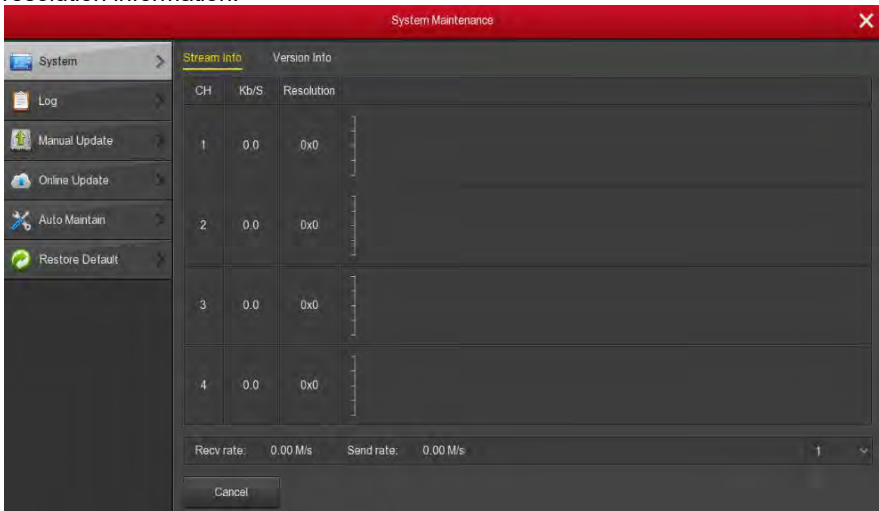 resolution information.
System Maintenance
System
Log
Manual Update
Online Update
Auto Maintain
Restore Default
Stream Info Version Info
CH Kb/S Resolution
1 0.0 0x0
2 0.0 0x0
3 0.0 0x0
4 0.0 0x0
Recv rate: 0.00 M/s Send rate: 0.00 M/s 1
Cancel